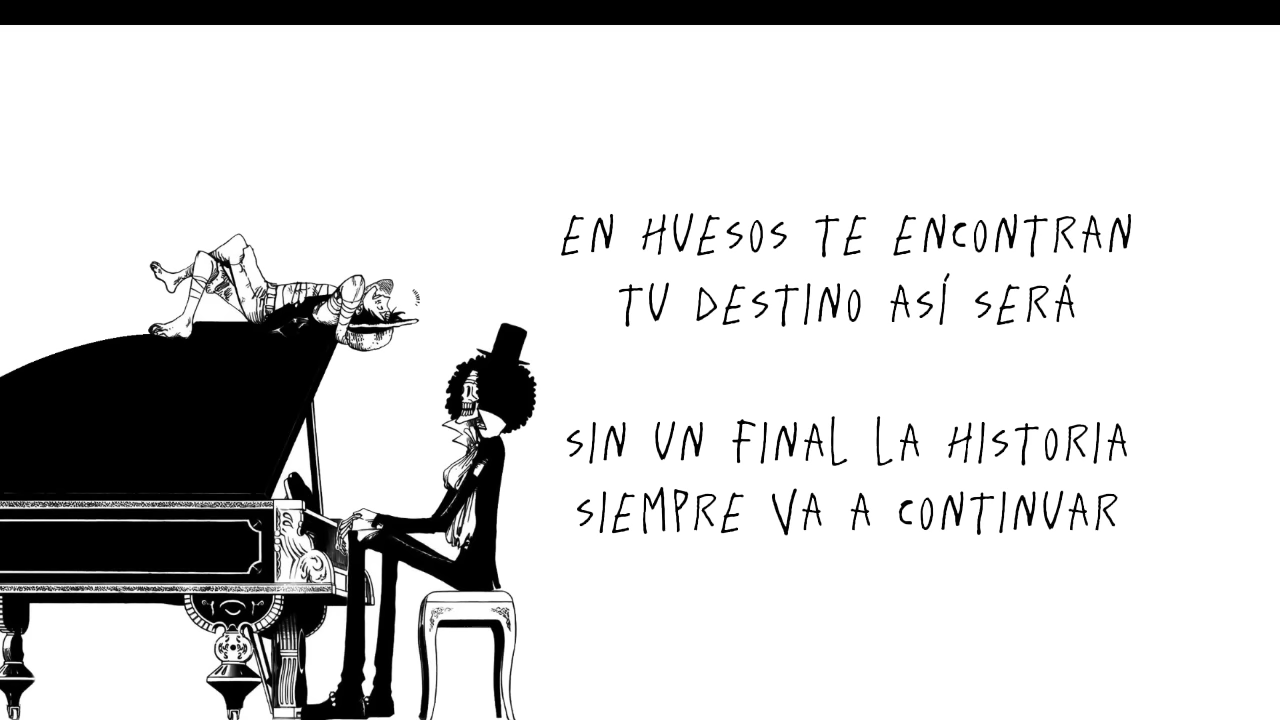 EN HUESOS TE ENCONTRAN
TU DESTINO ASÍ SERÁ
SIN UN FINAL LA HISTORIA
SIEMPRE VA A CONTINUAR